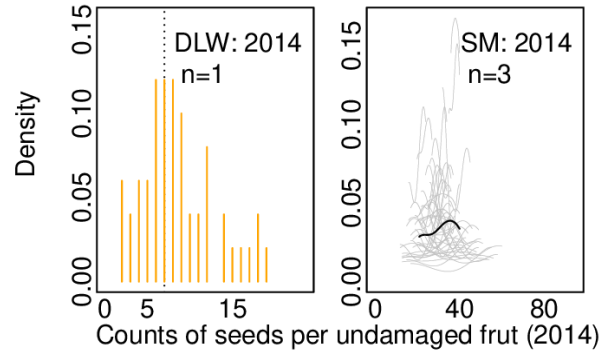 DLW: 2014
n=1
SM: 2014
n=3
Density
0.00 0.05 0.10 0.15
0.00 0.05 0.10 0.15
0 5 15
0 40 80
Counts of seeds per undamaged frut (2014)